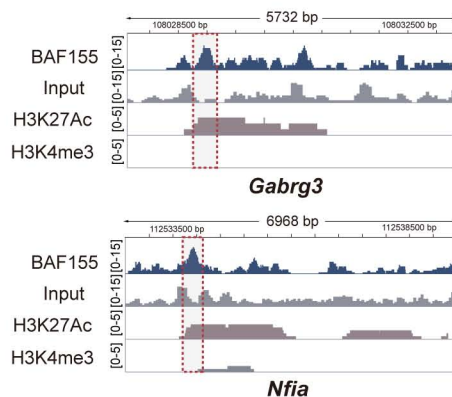 5732 bp
108028500 bp 108032500 bp
BAF155 [0-15]
Input [0-15]
H3K27Ac [0-5]
H3K4me3 [0-5]
Gabrg3
6968 bp
112533500 bp 112538500 bp
BAF155 [0-15]
Input [0-15]
H3K27Ac [0-5]
H3K4me3 [0-5]
Nfia